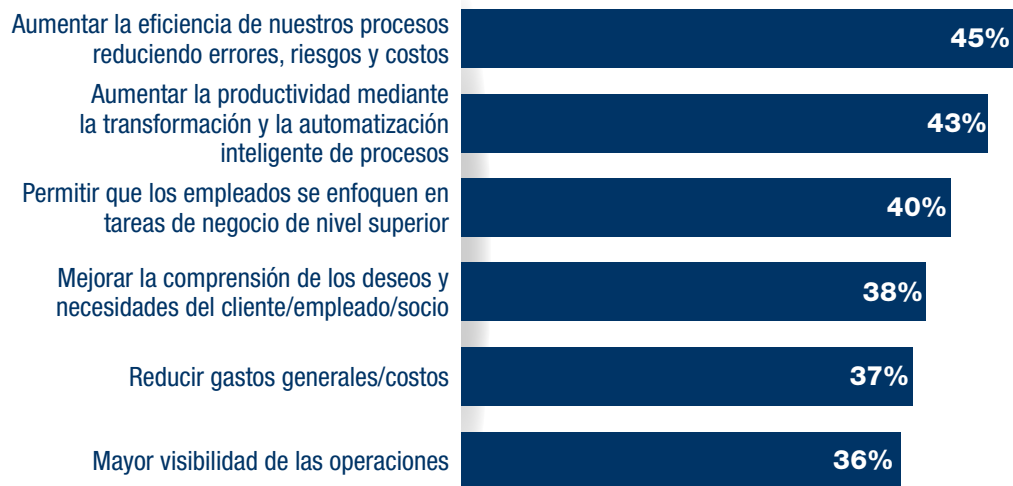 Aumentar la eficiencia de nuestros procesos
reduciendo errores, riesgos y costos
45%
Aumentar la productividad mediante
la transformación y la automatización
inteligente de procesos
43%
Permitir que los empleados se enfoquen en
tareas de negocio de nivel superior
40%
Mejorar la comprensión de los deseos y
necesidades del cliente/empleado/socio
38%
Reducir gastos generales/costos
37%
Mayor visibilidad de las operaciones
36%